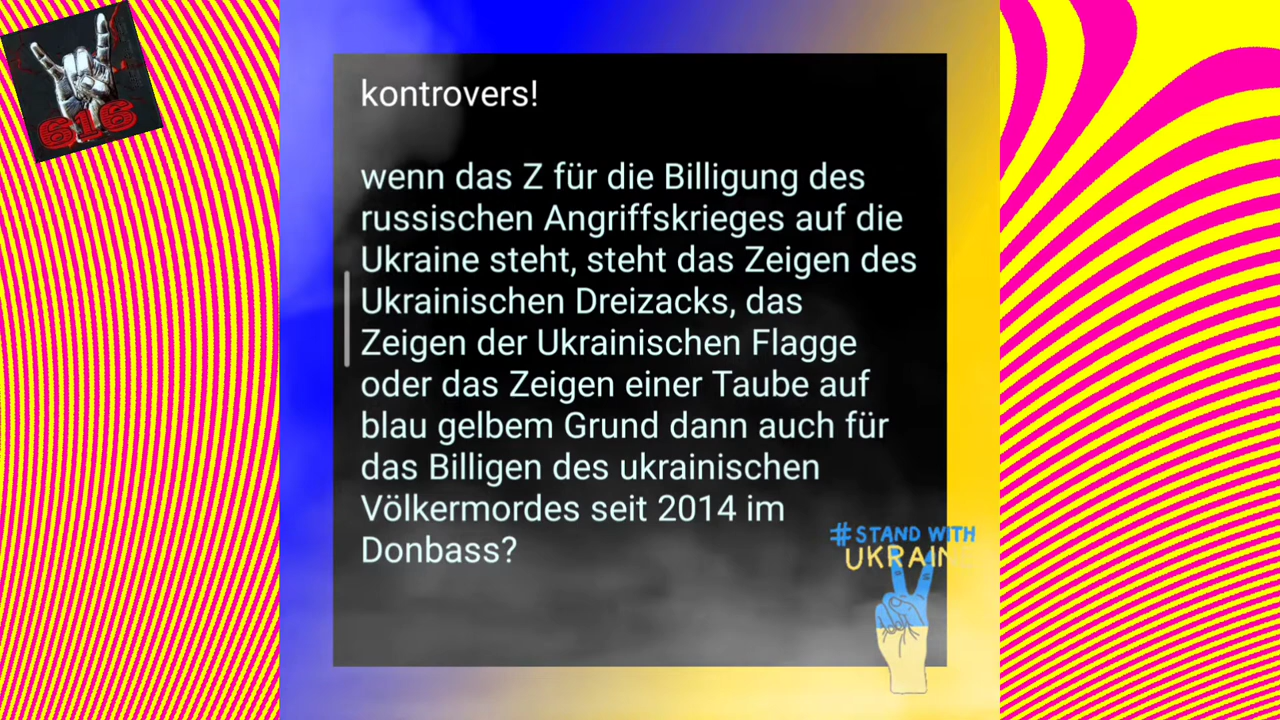 616
kontrovers!
wenn das Z für die Billigung des
russischen Angriffskrieges auf die
Ukraine steht, steht das Zeigen des
Ukrainischen Dreizacks, das
Zeigen der Ukrainischen Flagge
oder das Zeigen einer Taube auf
blau gelbem Grund dann auch für
das Billigen des ukrainischen
Völkermordes seit 2014 im
Donbass?
#STAND WITH
UKRAINE